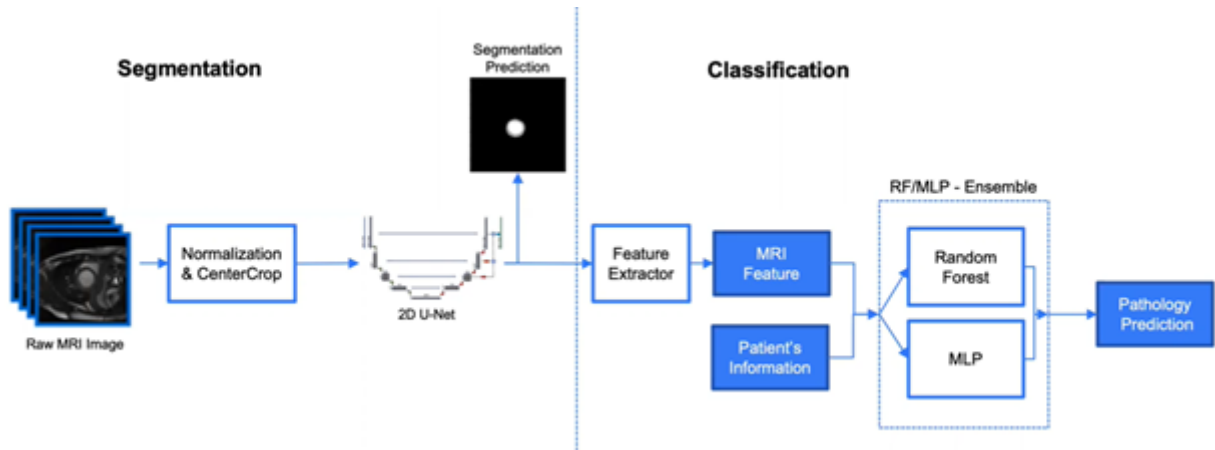 Segmentation
Segmentation
Prediction
Classification
RF/MLP - Ensemble
Normalization
& CenterCrop
Feature
Extractor
MRI
Feature
Random
Forest
Pathology
Prediction
2D U-Net
Raw MRI Image
Patient's
Information
MLP